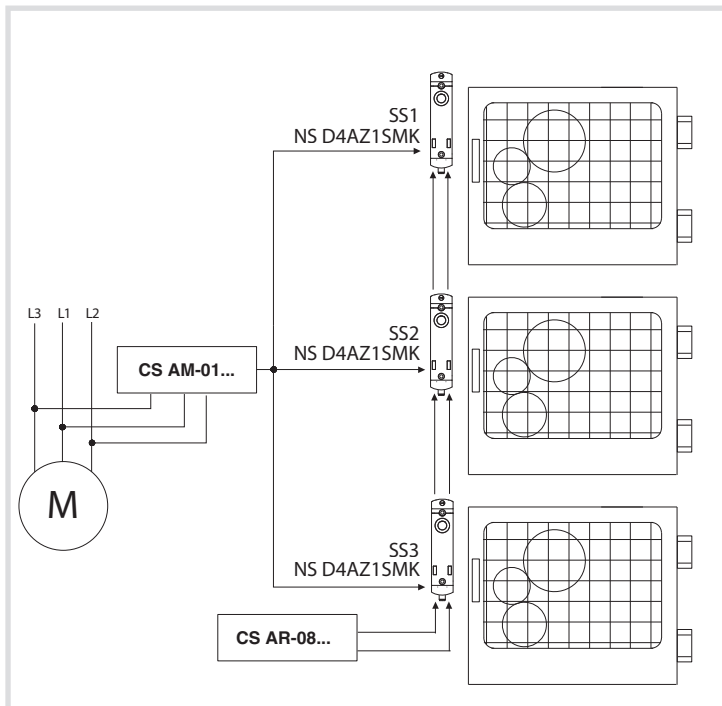 SS1
NS D4AZ1SMK
L3 L1 L2
SS2
NS D4AZ1SMK
CS AM-01...
M
SS3
NS D4AZ1SMK
CS AR-08...